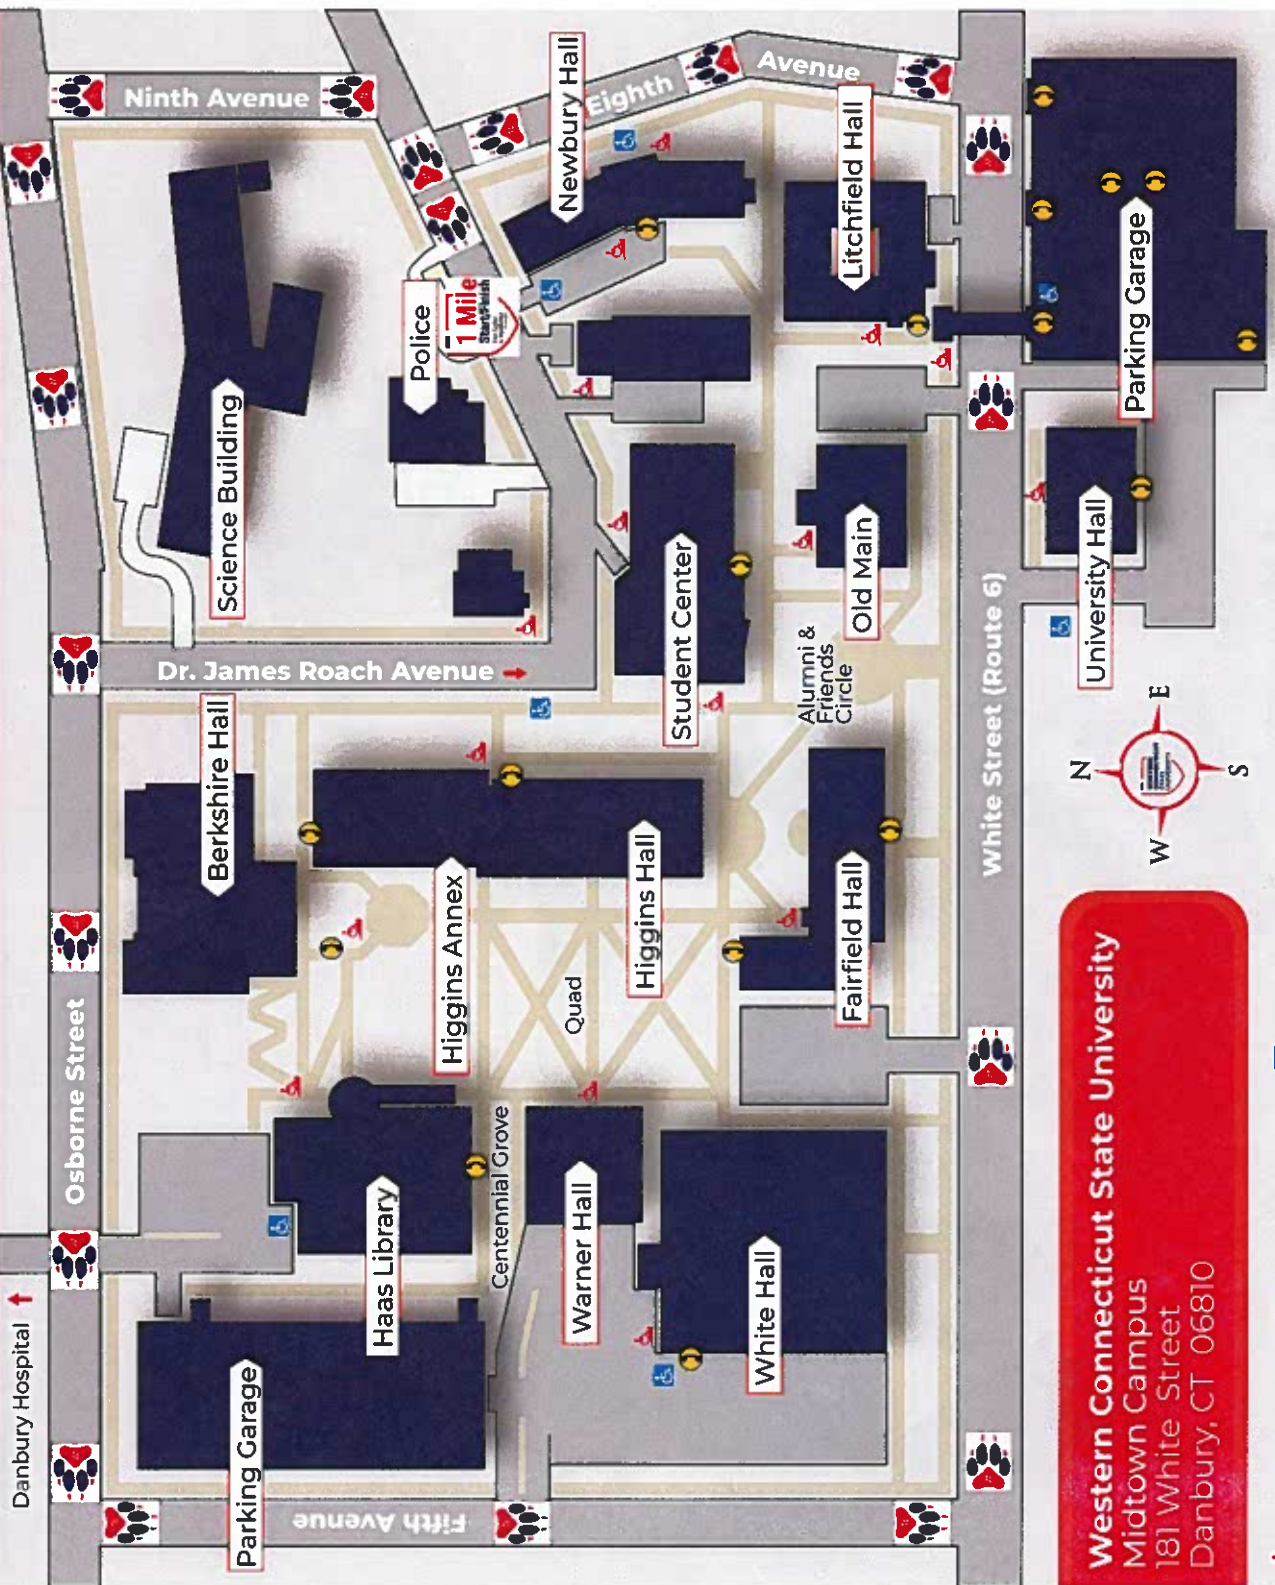 Ninth Avenue
Eighth
Avenue
Newbury Hall
Litchfield Hall
Parking Garage
Police
1 Mile
Start/Finish
Science Building
Student Center
Old Main
University Hall
Dr. James Roach Avenue
Alumni &
Friends
Circle
White Street (Route 6)
Berkshire Hall
Higgins Annex
Higgins Hall
Quad
Fairfield Hall
Osborne Street
Centennial Grove
Haas Library
Warner Hall
White Hall
Danbury Hospital
Parking Garage
Fifth Avenue
N
E
S
W
Western Connecticut State University
Midtown Campus
181 White Street
Danbury, CT 06810